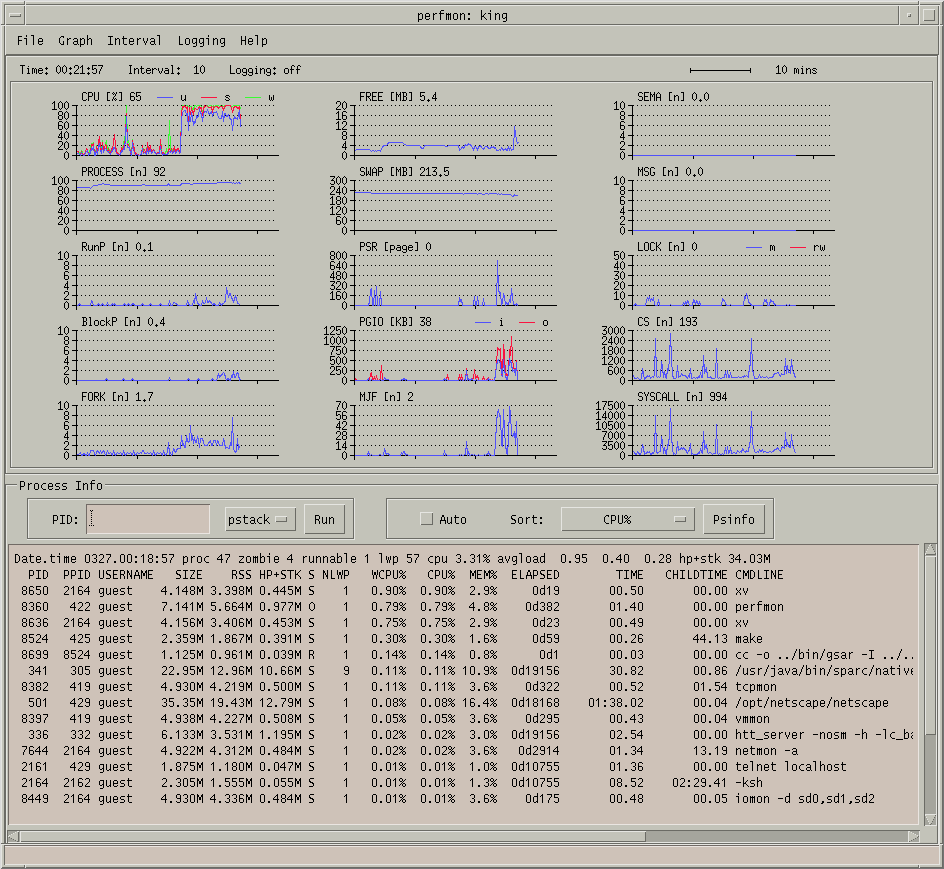 perfmon: king
File Graph Interval Logging Help
Time: 00:21:57 Interval: 10 Logging: off 10 mins
CPU [%] 65 u s w
100
80
60
40
20
0
FREE [MB] 5.4
20
16
12
8
4
0
SEMA [n] 0.0
10
8
6
4
2
0
PROCESS [n] 92
100
80
60
40
20
0
SWAP [MB] 213.5
300
240
180
120
60
0
MSG [n] 0.0
10
8
6
4
2
0
RunP [n] 0.1
10
8
6
4
2
0
PSR [page] 0
800
640
480
320
160
0
LOCK [n] 0 m rw
50
40
30
20
10
0
BlockP [n] 0.4
10
8
6
4
2
0
PGIO [KB] 38 i o
1250
1000
750
500
250
0
CS [n] 193
3000
2400
1800
1200
600
0
FORK [n] 1.7
10
8
6
4
2
0
MJF [n] 2
70
56
42
28
14
0
SYSCALL [n] 994
17500
14000
10500
7000
3500
0
Process Info
PID: pstack Run Auto Sort: CPU% Psinfo
Date.time 0327.00:18:57 proc 47 zombie 4 runnable 1 lwp 57 cpu 3.31% avgload 0.95 0.40 0.28 hp+stk 34.03M
PID PPID USERNAME SIZE RSS HP+STK S NLWP WCPU% CPU% MEM% ELAPSED TIME CHILDTIME CMDLINE
8650 2164 guest 4.148M 3.398M 0.445M S 1 0.90% 0.90% 2.9% 0d19 00.50 00.00 xv
8360 422 guest 7.141M 5.664M 0.977M O 1 0.79% 0.79% 4.8% 0d382 01.40 00.00 perfmon
8636 2164 guest 4.156M 3.406M 0.453M S 1 0.75% 0.75% 2.9% 0d23 00.49 00.00 xv
8524 425 guest 2.359M 1.867M 0.391M S 1 0.30% 0.30% 1.6% 0d59 00.26 44.13 make
8699 8524 guest 1.125M 0.961M 0.039M R 1 0.14% 0.14% 0.8% 0d1 00.03 00.00 cc -o ../bin/gsar -I ../..
341 305 guest 22.95M 12.96M 10.66M S 9 0.11% 0.11% 10.9% 0d19156 30.82 00.86 /usr/java/bin/sparc/native
8382 419 guest 4.930M 4.219M 0.500M S 1 0.11% 0.11% 3.6% 0d322 00.52 01.54 tcpmon
501 429 guest 35.35M 19.43M 12.79M S 1 0.08% 0.08% 16.4% 0d18168 01:38.02 00.04 /opt/netscape/netscape
8397 419 guest 4.938M 4.227M 0.508M S 1 0.05% 0.05% 3.6% 0d295 00.43 00.04 vmmon
336 332 guest 6.133M 3.531M 1.195M S 1 0.02% 0.02% 3.0% 0d19156 02.54 00.00 htt_server -nosm -h -lc_ba
7644 2164 guest 4.922M 4.312M 0.484M S 1 0.02% 0.02% 3.6% 0d2914 01.34 13.19 netmon -a
2161 429 guest 1.875M 1.180M 0.047M S 1 0.01% 0.01% 1.0% 0d10755 01.36 00.00 telnet localhost
2164 2162 guest 2.305M 1.555M 0.055M S 1 0.01% 0.01% 1.3% 0d10755 08.52 02:29.41 -ksh
8449 2164 guest 4.930M 4.336M 0.484M S 1 0.01% 0.01% 3.6% 0d175 00.48 00.05 iomon -d sd0,sd1,sd2